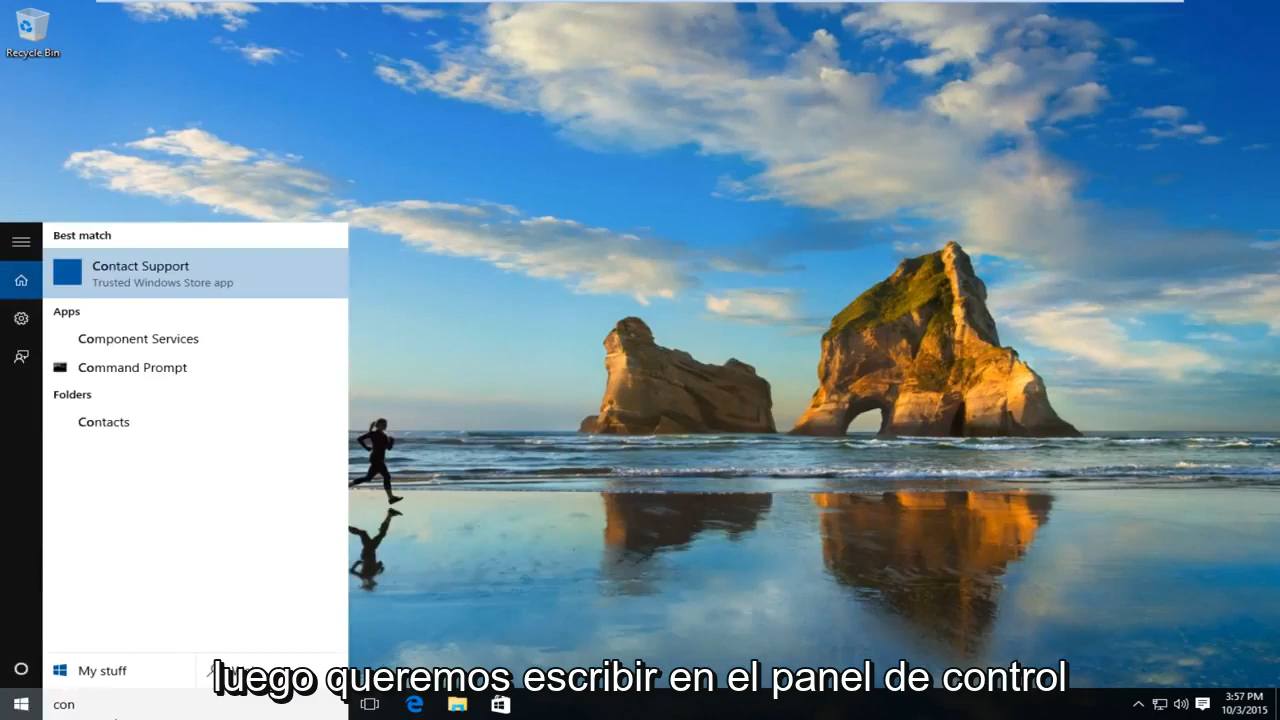 Recycle Bin
Best match
Contact Support
Trusted Windows Store app
Apps
Component Services
Command Prompt
Folders
Contacts
My stuff
luego queremos escribir en el panel de control
con
3:57 PM
10/3/2015